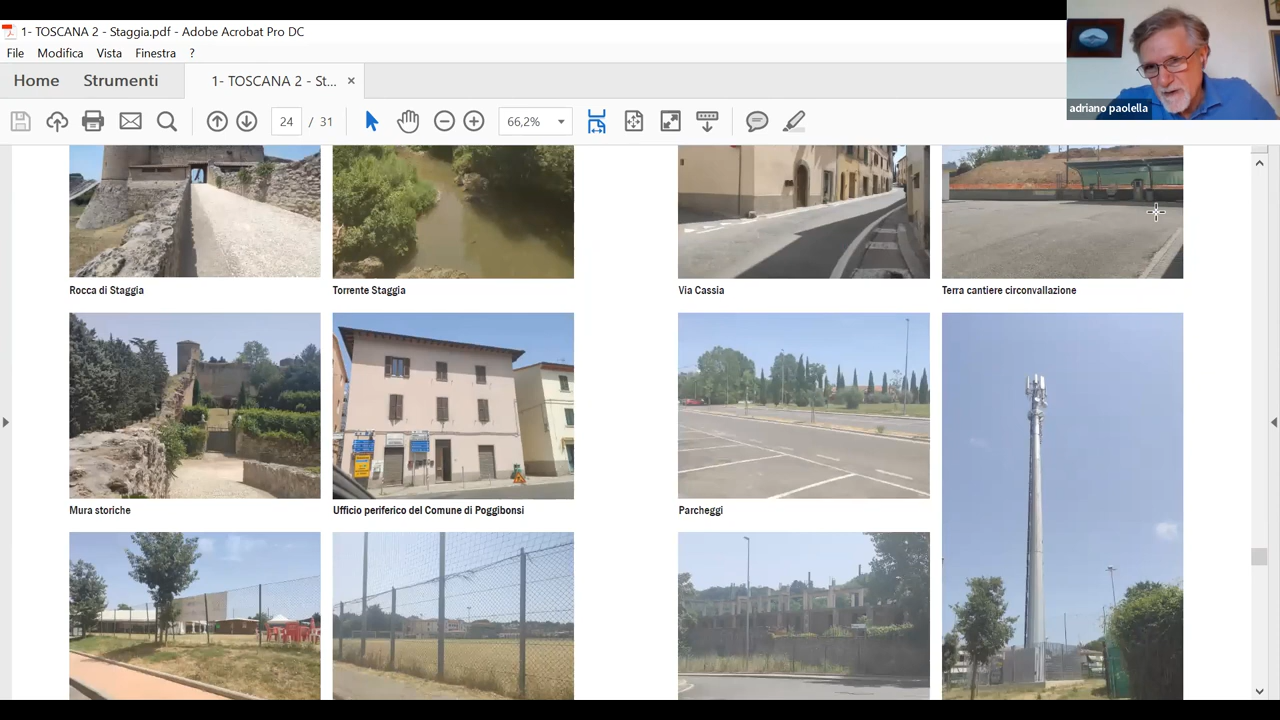 1- TOSCANA 2 - Staggia.pdf - Adobe Acrobat Pro DC
File Modifica Vista Finestra ?
Home Strumenti 1- TOSCANA 2 - St... ×
24 / 31 66,2%
adriano paolella
Rocca di Staggia Torrente Staggia Via Cassia Terra cantiere circonvallazione
Mura storiche Ufficio periferico del Comune di Poggibonsi Parcheggi